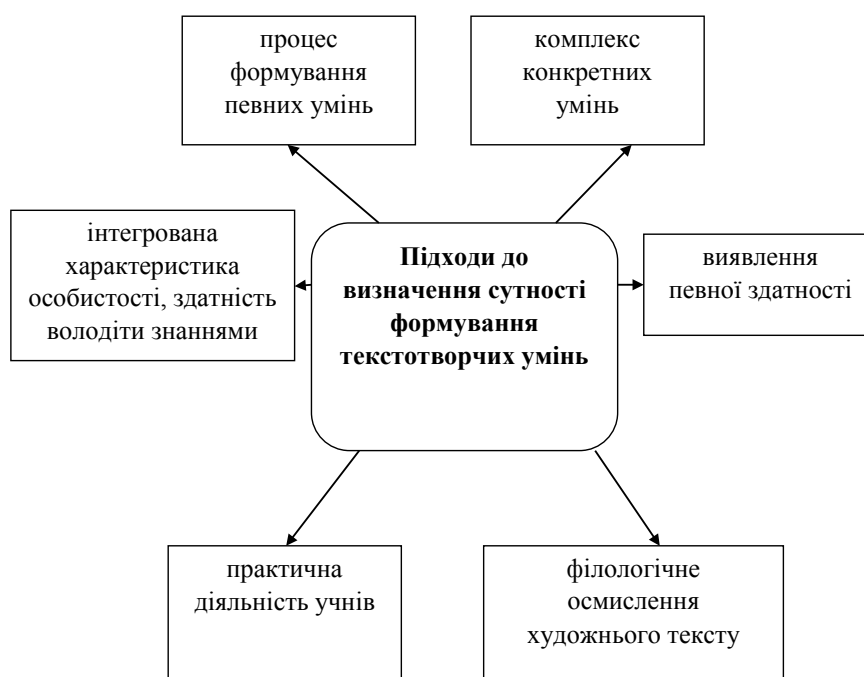 процес
формування
певних умінь
комплекс
конкретних
умінь
інтегрована
характеристика
особистості, здатність
володіти знаннями
Підходи до
визначення сутності
формування
текстотворчих умінь
виявлення
певної здатності
практична
діяльність учнів
філологічне
осмислення
художнього тексту